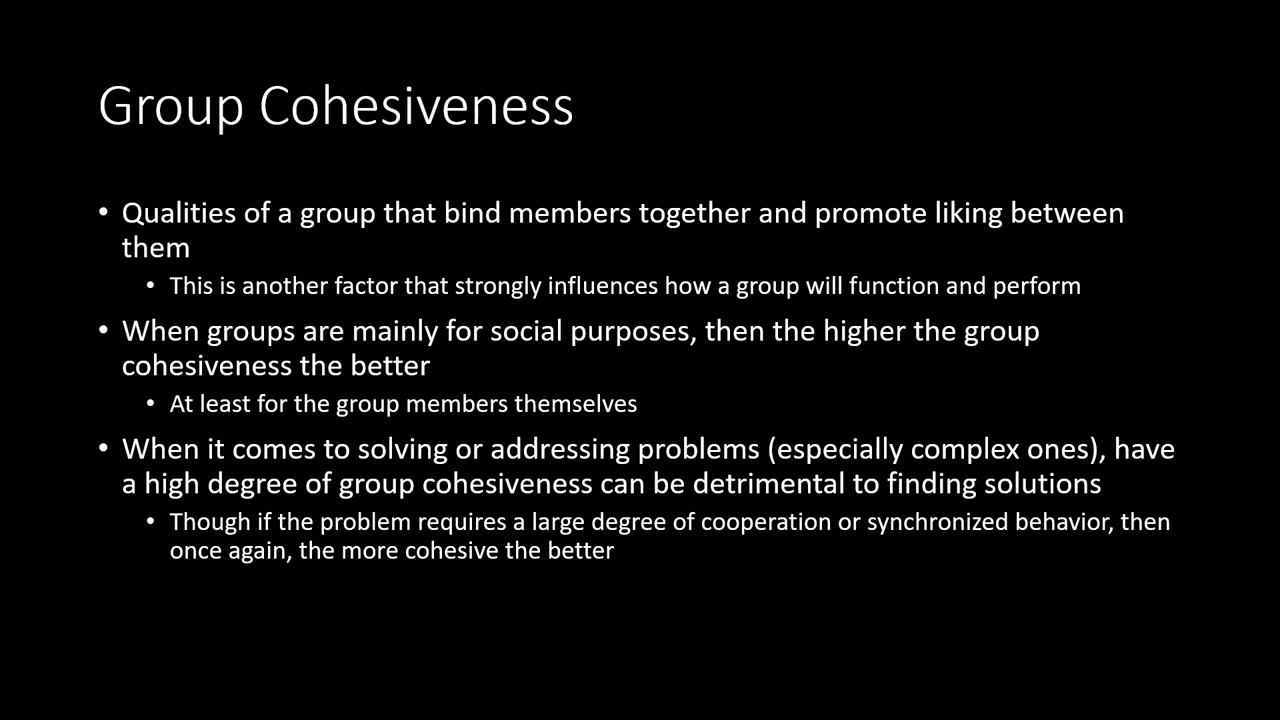 Group Cohesiveness
• Qualities of a group that bind members together and promote liking between
them
• This is another factor that strongly influences how a group will function and perform
• When groups are mainly for social purposes, then the higher the group
cohesiveness the better
• At least for the group members themselves
• When it comes to solving or addressing problems (especially complex ones), have
a high degree of group cohesiveness can be detrimental to finding solutions
• Though if the problem requires a large degree of cooperation or synchronized behavior, then
once again, the more cohesive the better